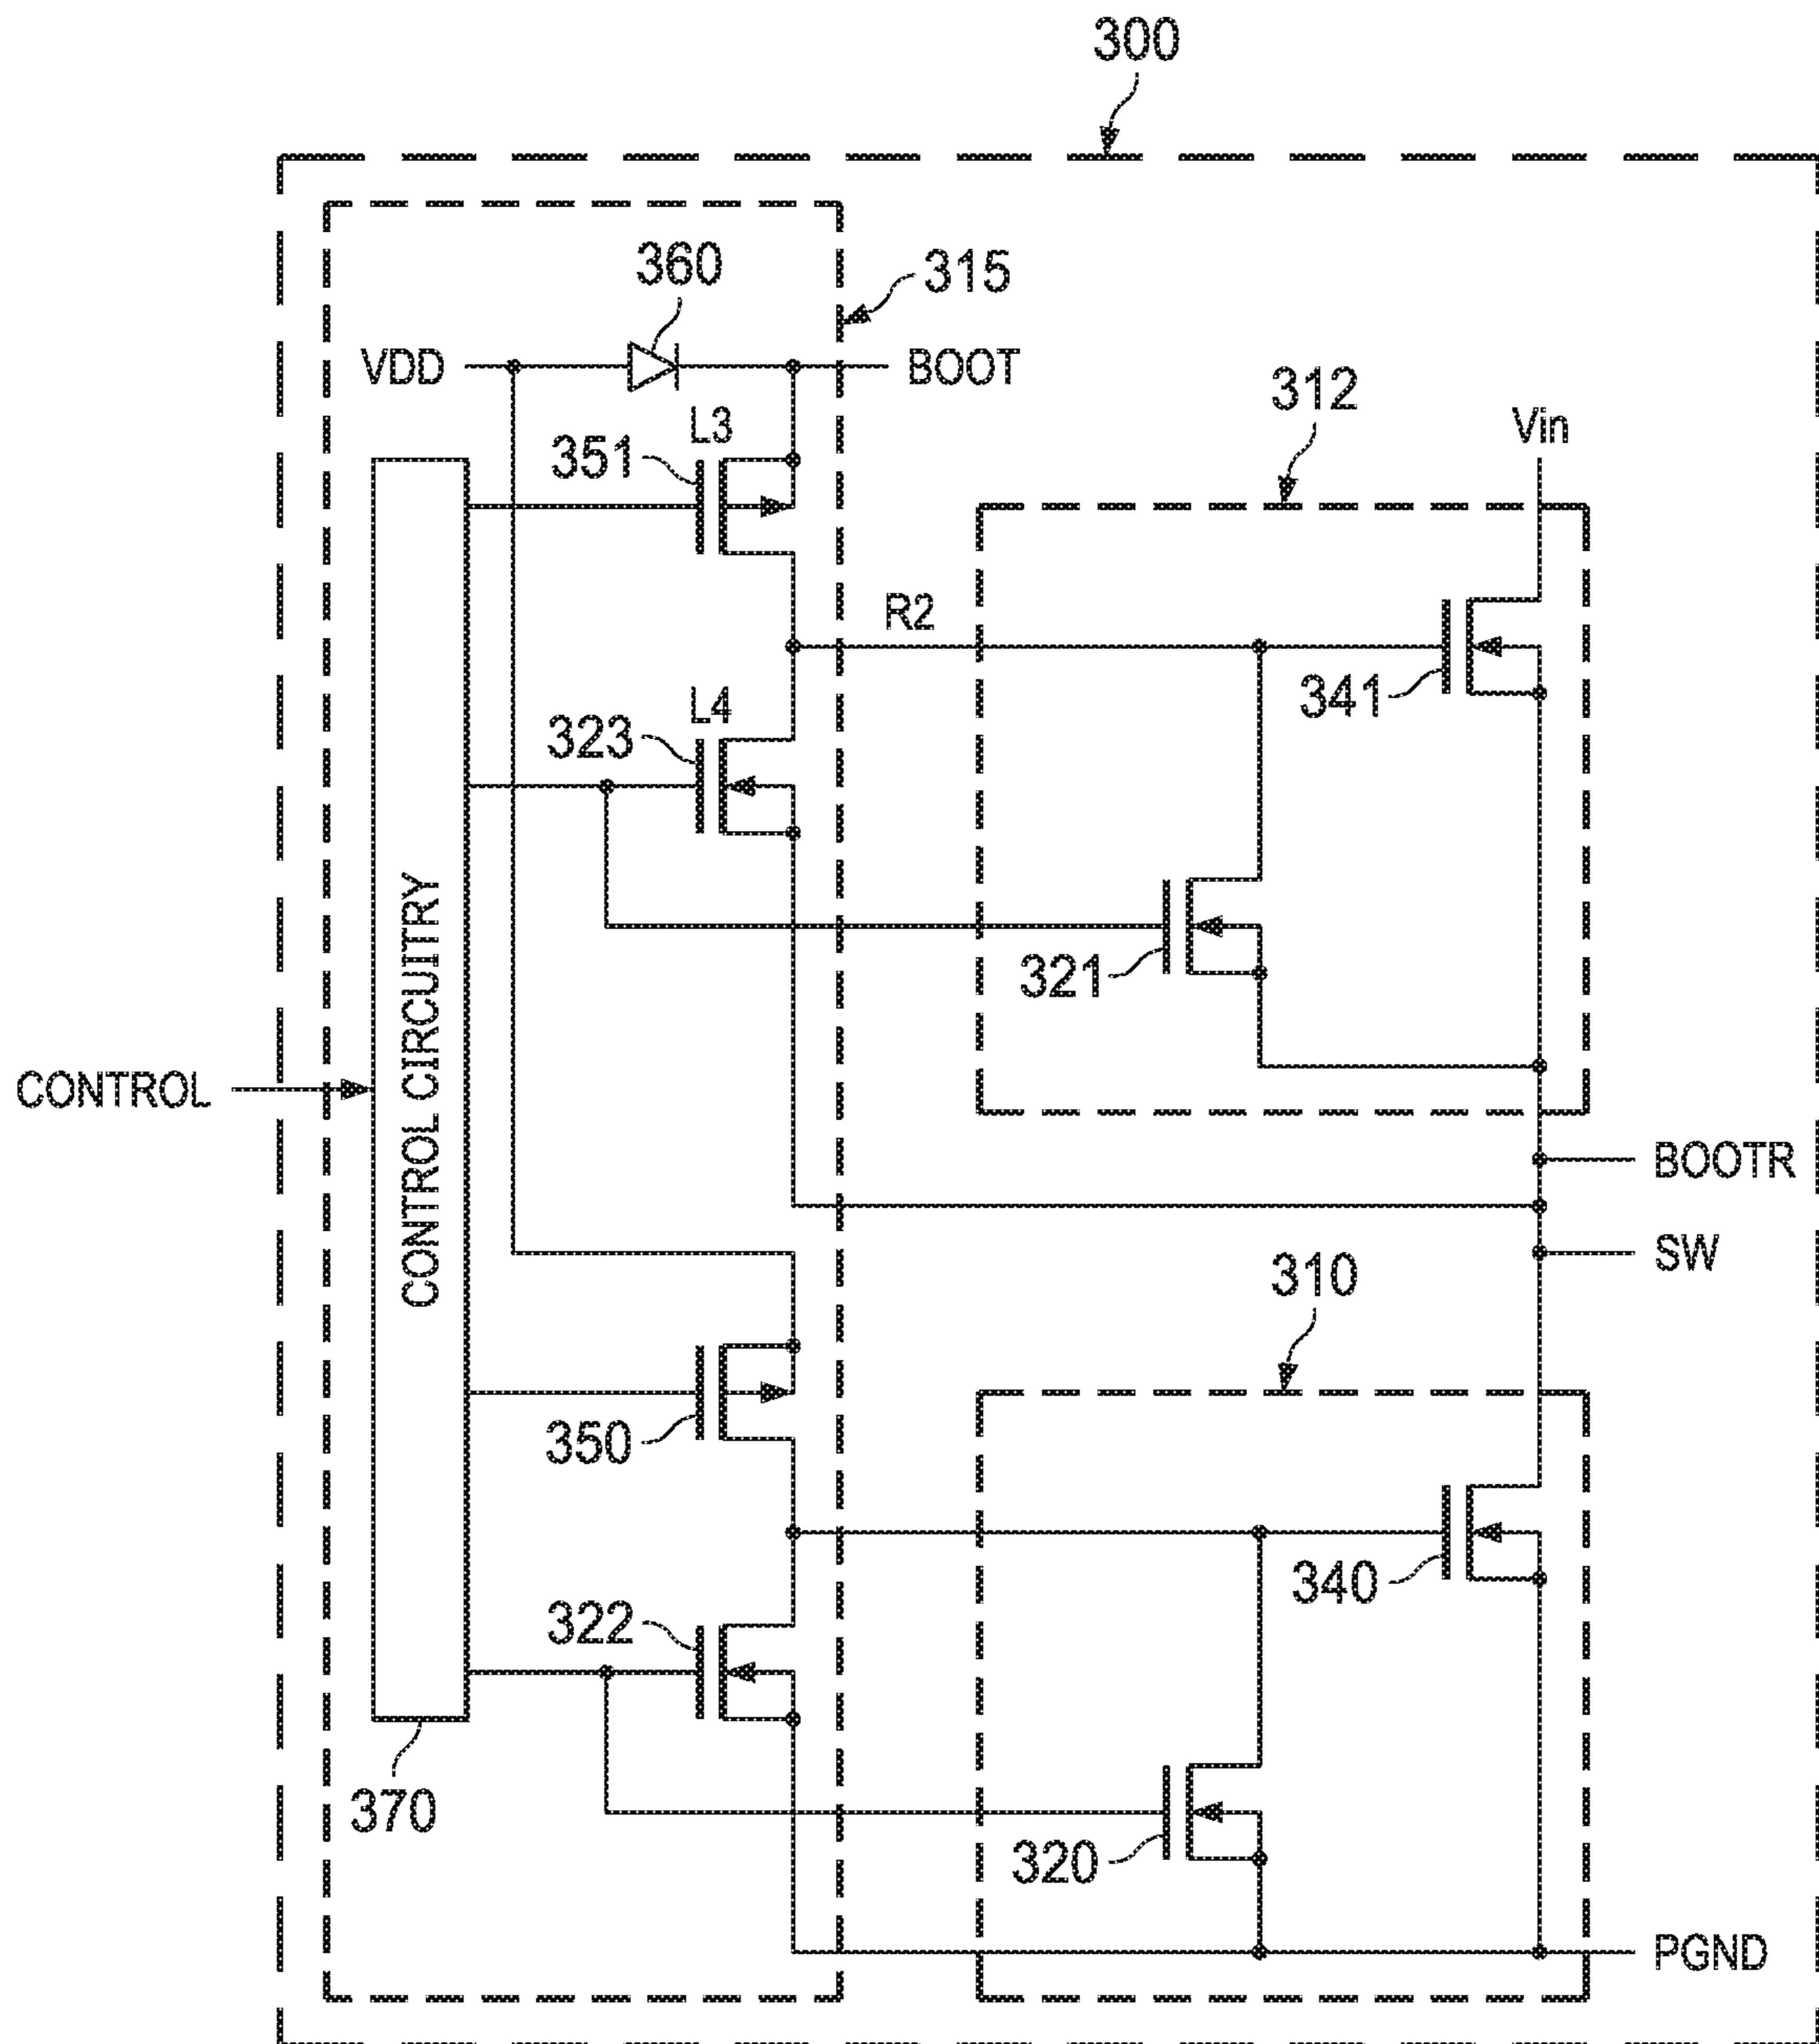 300
360
315
VDD
BOOT
312
L3
Vin
351
R2
341
L4
323
321
CONTROL CIRCUITRY
CONTROL
BOOTR
SW
310
350
340
322
370
320
PGND